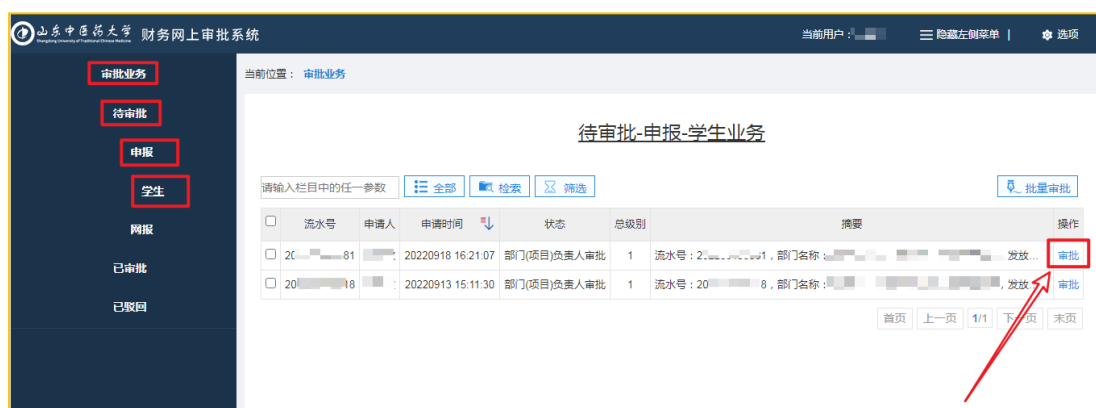 山东中医药大学 财务网上审批系统
当前用户：
隐藏左侧菜单 |
选项
审批业务
待审批
申报
学生
网报
已审批
已驳回
当前位置： 审批业务
待审批-申报-学生业务
请输入栏目中的任一参数 全部 检索 筛选 批量审批
流水号 申请人 申请时间 状态 总级别 摘要 操作
20 81 20220918 16:21:07 部门(项目)负责人审批 1 流水号：2 1，部门名称： 发放... 审批
20 18 20220913 15:11:30 部门(项目)负责人审批 1 流水号：20 8，部门名称： ，发放... 审批
首页 上一页 1/1 下一页 末页